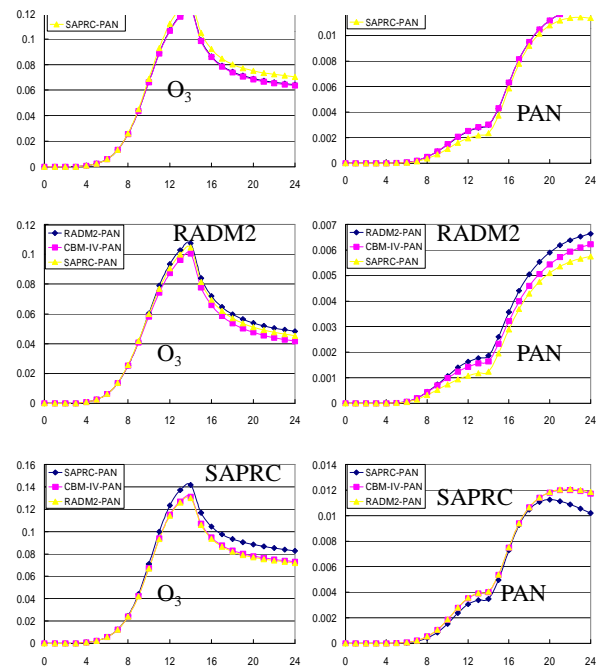 0.12
0.1
0.08
0.06
0.04
0.02
0
SAPRC-PAN
O3
0 4 8 12 16 20 24
0.012
0.01
0.008
0.006
0.004
0.002
0
SAPRC-PAN
PAN
0 4 8 12 16 20 24
0.12
0.1
0.08
0.06
0.04
0.02
0
RADM2-PAN
CBM-IV-PAN
SAPRC-PAN
RADM2
O3
0 4 8 12 16 20 24
0.007
0.006
0.005
0.004
0.003
0.002
0.001
0
RADM2-PAN
CBM-IV-PAN
SAPRC-PAN
RADM2
PAN
0 4 8 12 16 20 24
0.16
0.14
0.12
0.1
0.08
0.06
0.04
0.02
0
SAPRC-PAN
CBM-IV-PAN
RADM2-PAN
SAPRC
O3
0 4 8 12 16 20 24
0.014
0.012
0.01
0.008
0.006
0.004
0.002
0
SAPRC-PAN
CBM-IV-PAN
RADM2-PAN
SAPRC
PAN
0 4 8 12 16 20 24